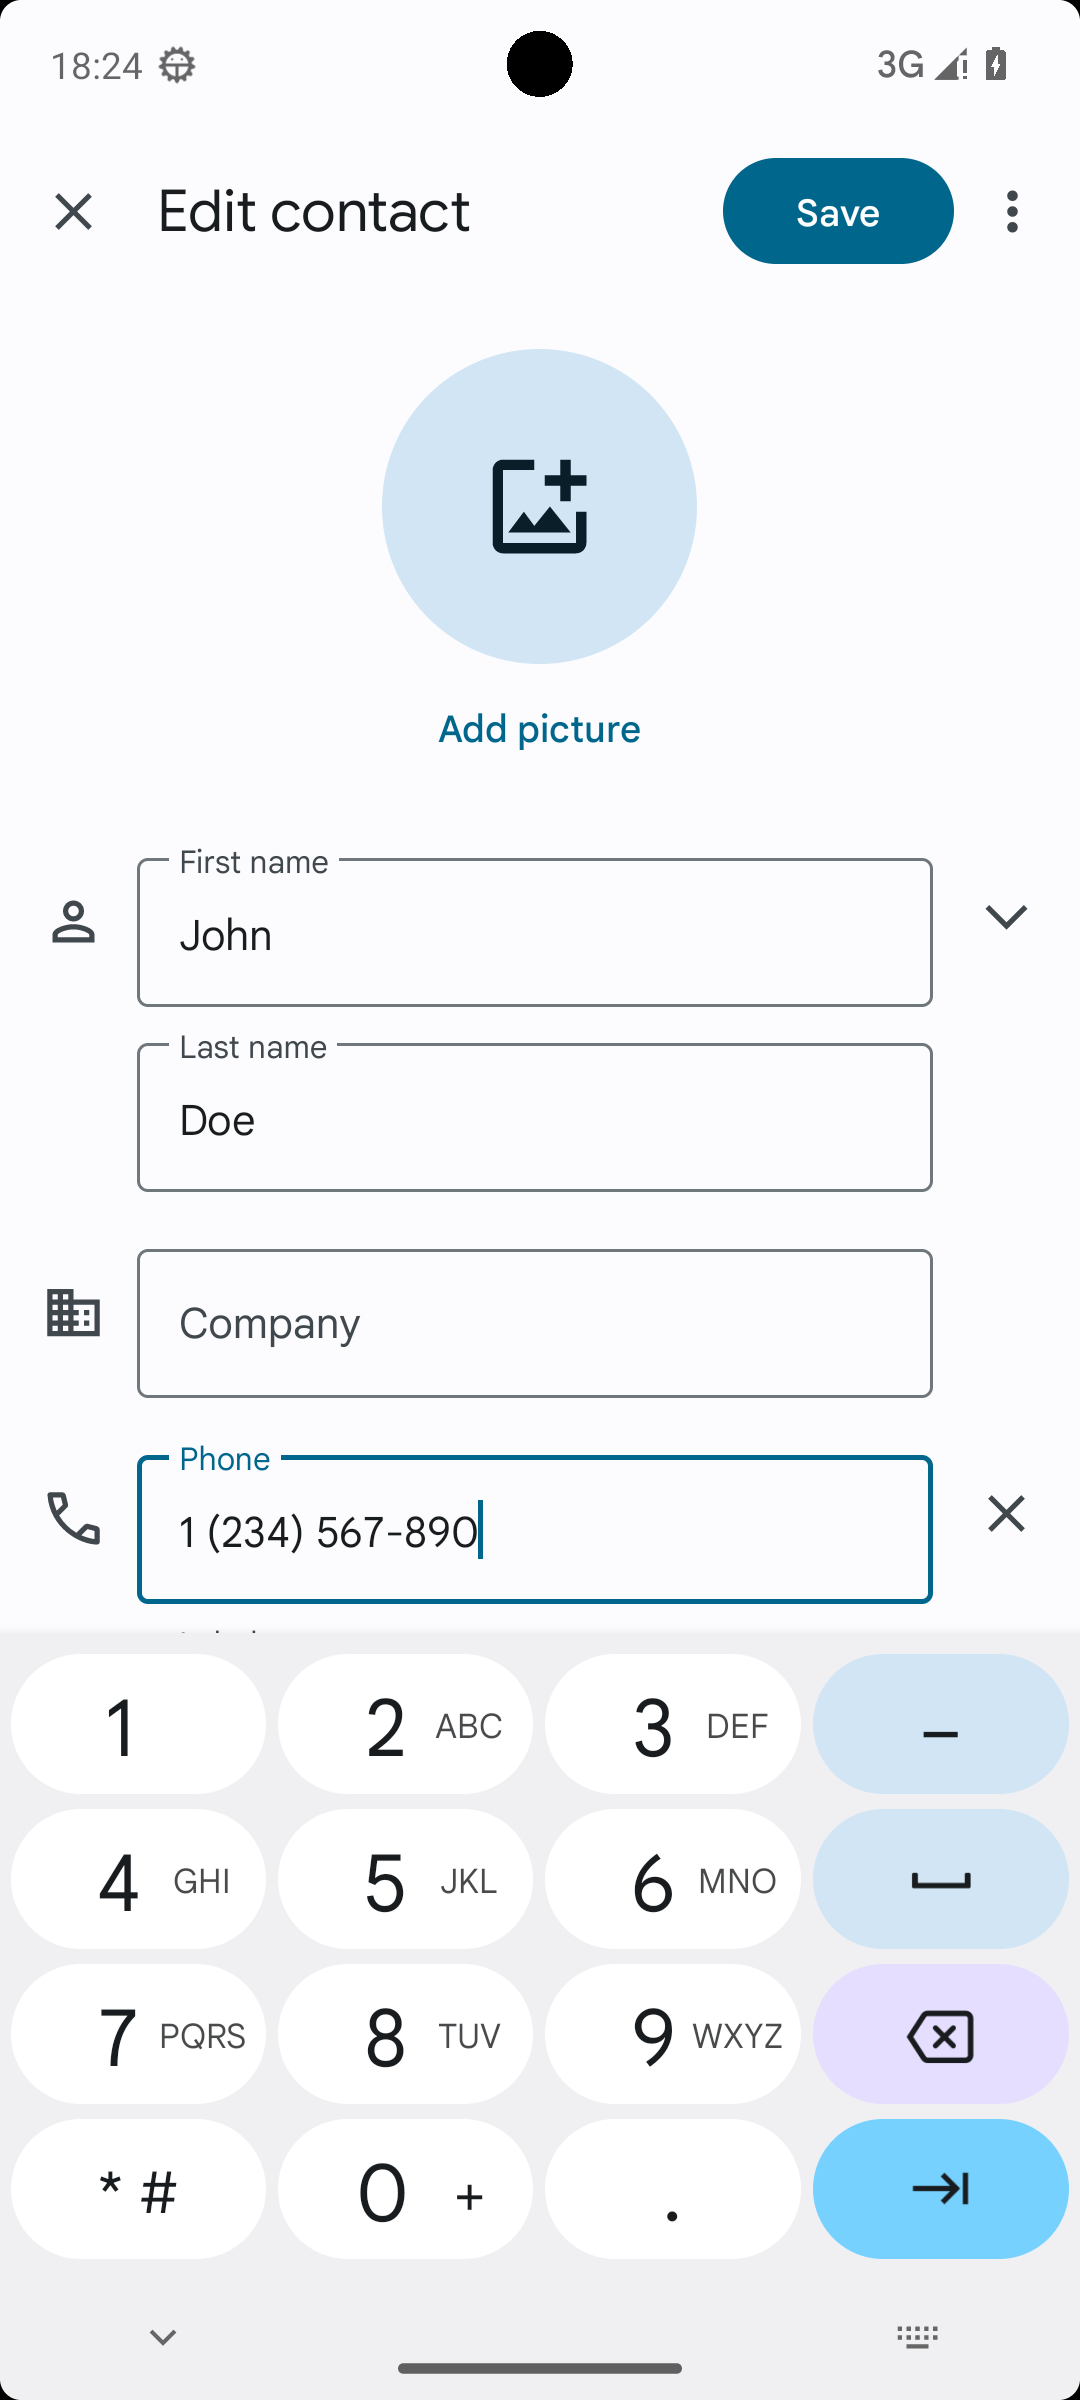 18:24
3G
Edit contact
Save
Add picture
First name
John
Last name
Doe
Company
Phone
1 (234) 567-890
1
2 ABC
3 DEF
–
4 GHI
5 JKL
6 MNO
7 PQRS
8 TUV
9 WXYZ
* #
0 +
.